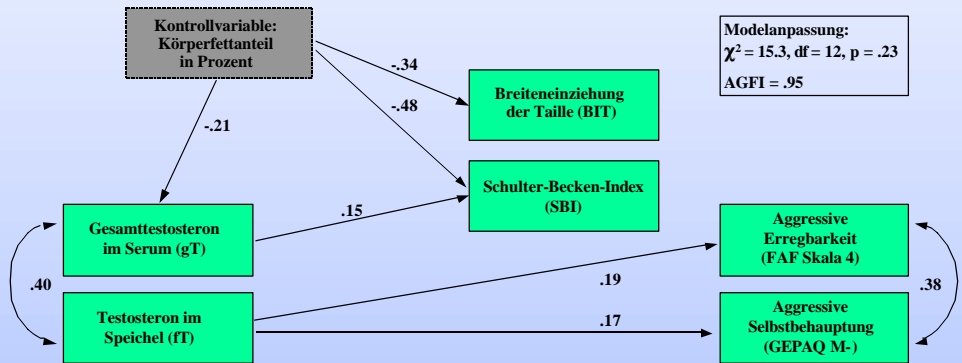 Kontrollvariable:
Körperfettanteil
in Prozent
Modelanpassung:
χ² = 15.3, df = 12, p = .23
AGFI = .95
-.34
Breiteneinziehung
der Taille (BIT)
-.48
-.21
Schulter-Becken-Index
(SBI)
.15
Gesamttestosteron
im Serum (gT)
Aggressive
Erregbarkeit
(FAF Skala 4)
.19
.40
.38
Testosteron im
Speichel (fT)
.17
Aggressive
Selbstbehauptung
(GEPAQ M-)